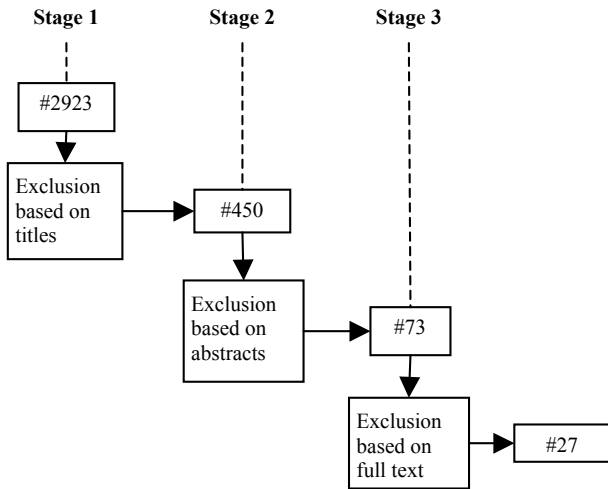 Stage 1
Stage 2
Stage 3
#2923
Exclusion
based on
titles
#450
Exclusion
based on
abstracts
#73
Exclusion
based on
full text
#27